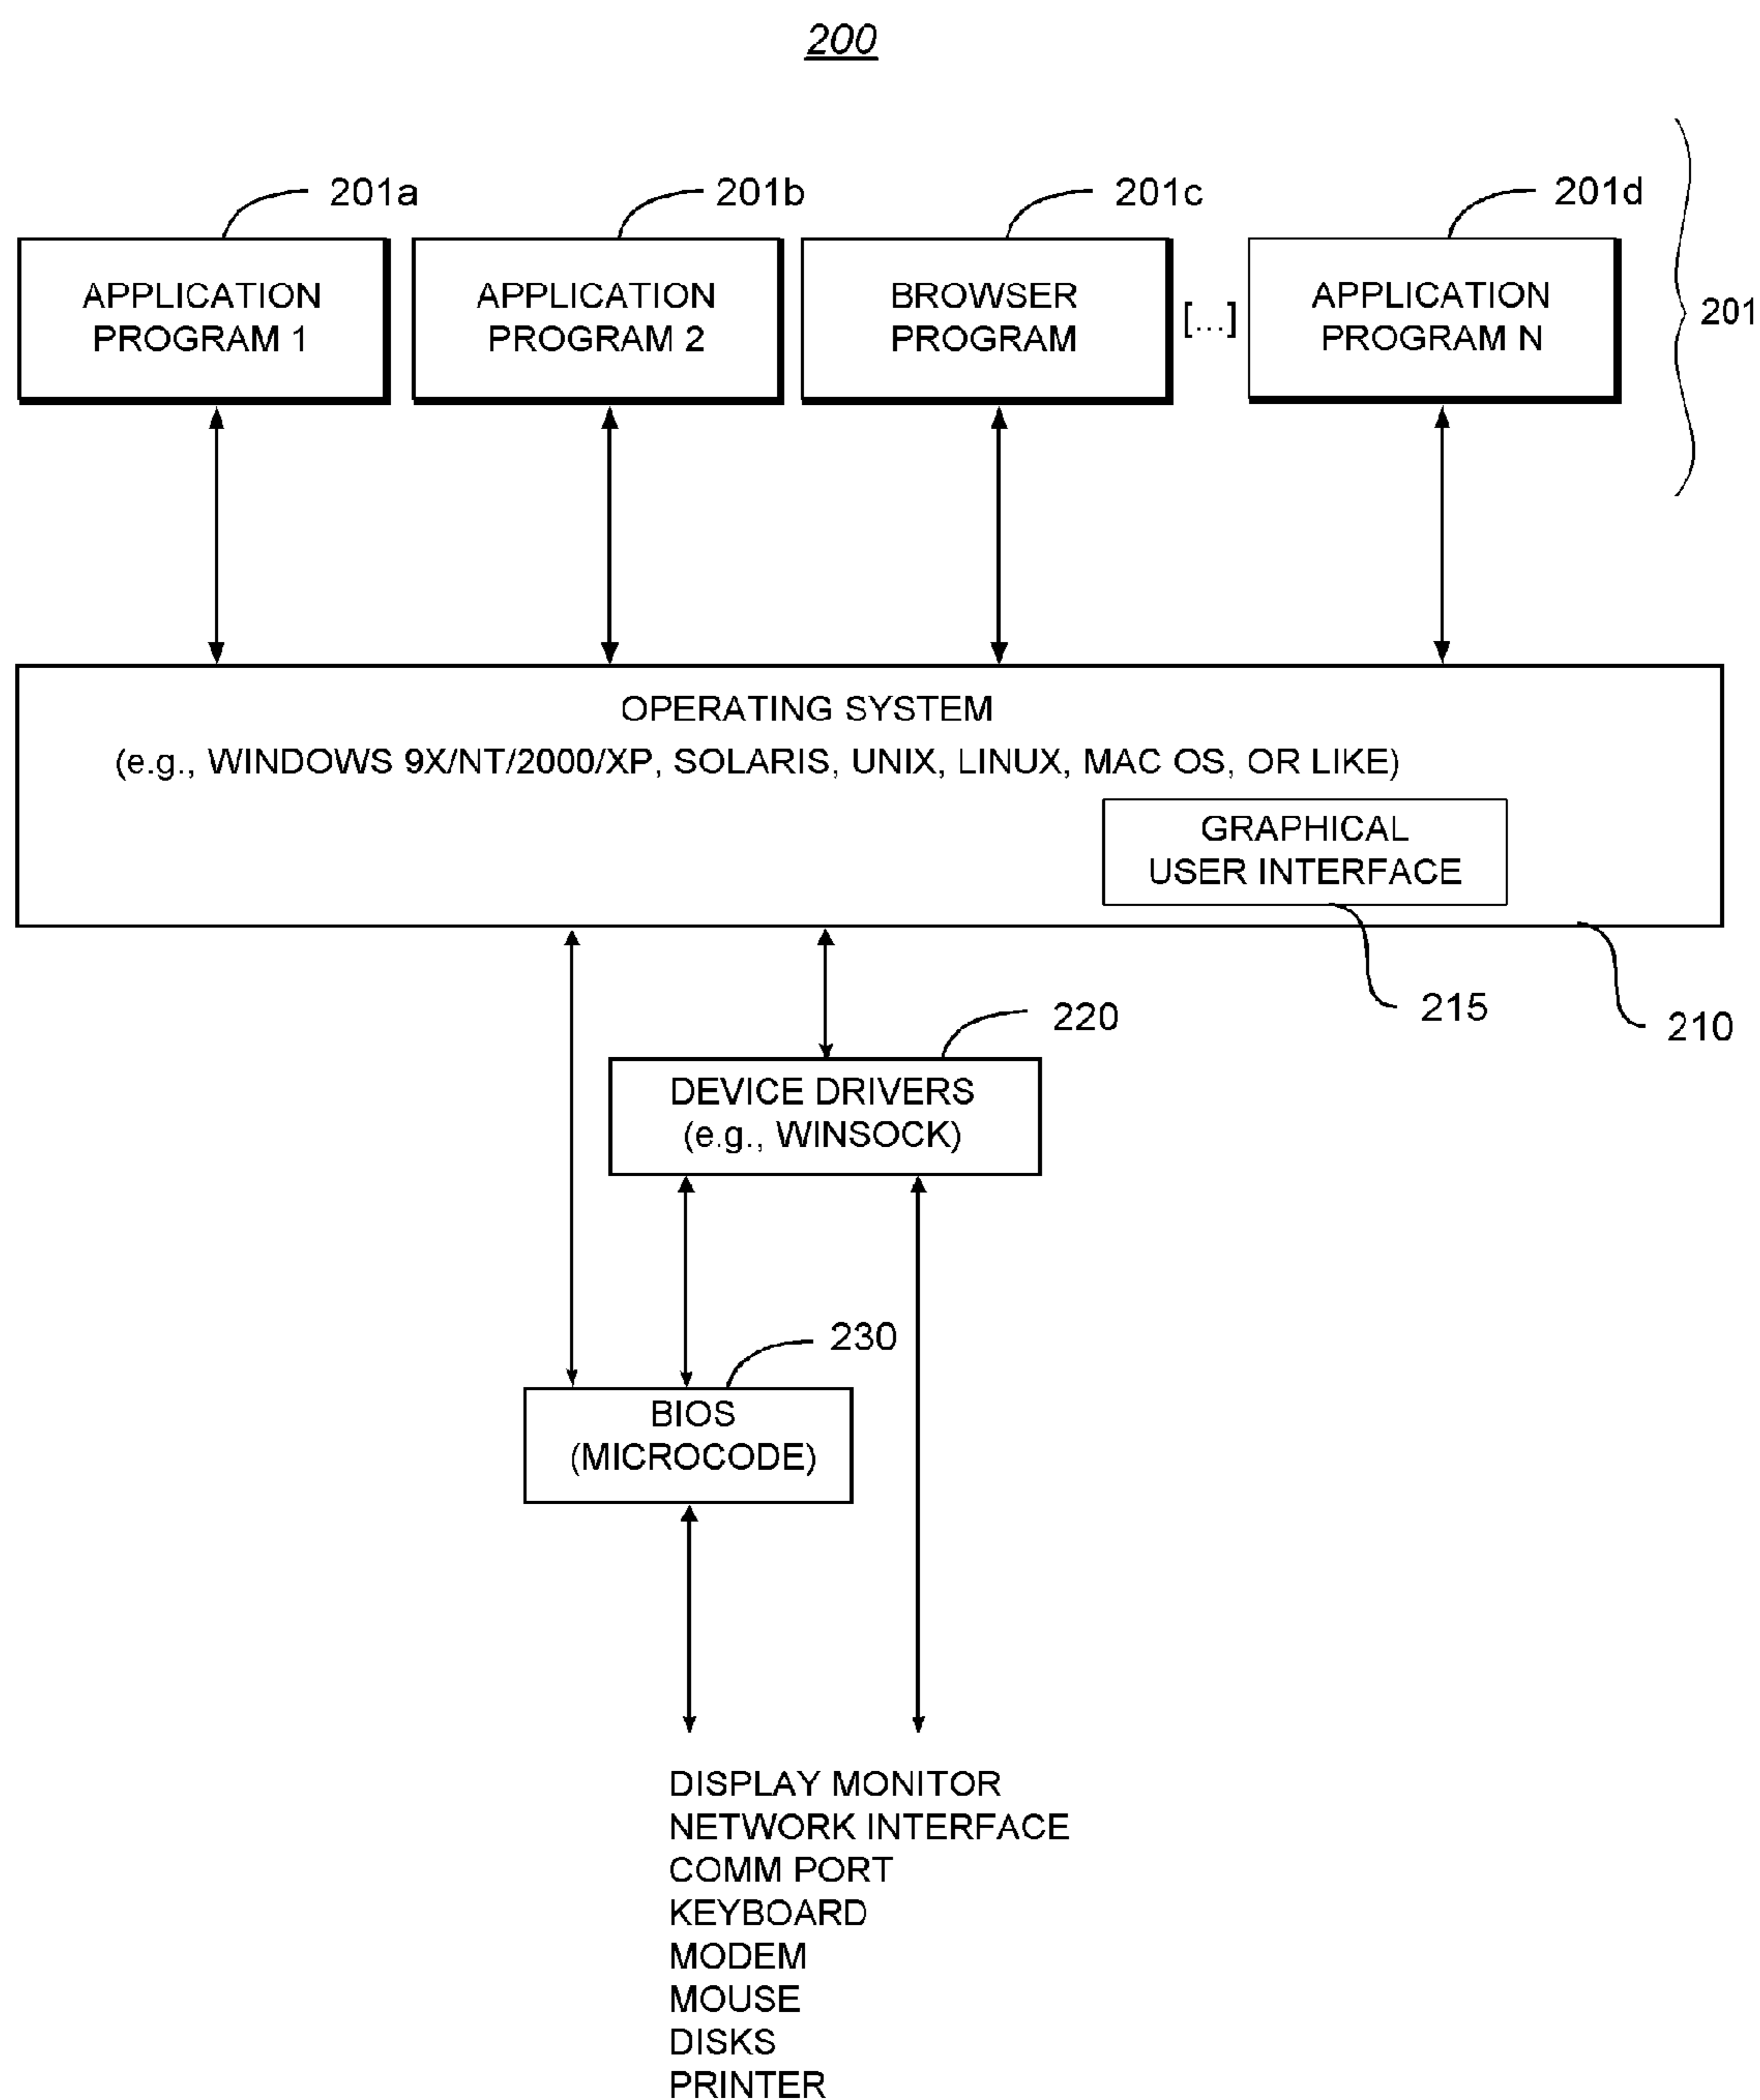 200
201a
201b
201c
201d
APPLICATION
PROGRAM 1
APPLICATION
PROGRAM 2
BROWSER
PROGRAM
[...]
APPLICATION
PROGRAM N
201
OPERATING SYSTEM
(e.g., WINDOWS 9X/NT/2000/XP, SOLARIS, UNIX, LINUX, MAC OS, OR LIKE)
GRAPHICAL
USER INTERFACE
215
210
220
DEVICE DRIVERS
(e.g., WINSOCK)
230
BIOS
(MICROCODE)
DISPLAY MONITOR
NETWORK INTERFACE
COMM PORT
KEYBOARD
MODEM
MOUSE
DISKS
PRINTER